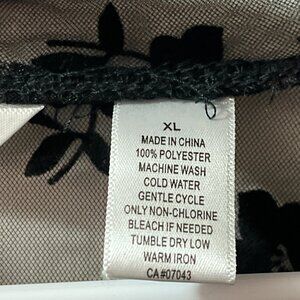 XL
MADE IN CHINA
100% POLYESTER
MACHINE WASH
COLD WATER
GENTLE CYCLE
ONLY NON-CHLORINE
BLEACH IF NEEDED
TUMBLE DRY LOW
WARM IRON
CA#07043